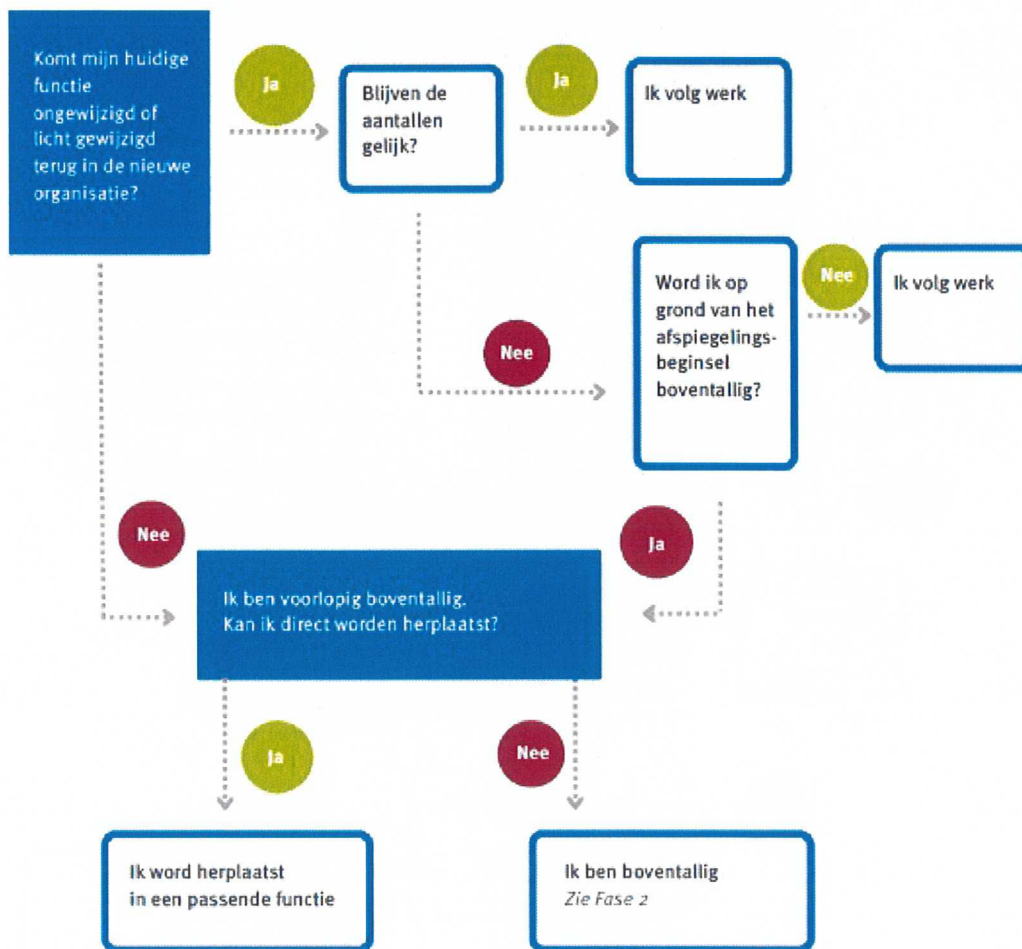 Komt mijn huidige
functie
ongewijzigd of
licht gewijzigd
terug in de nieuwe
organisatie?
Ja
Blijven de
aantallen
gelijk?
Ja
Ik volg werk
Nee
Word ik op
grond van het
afspiegelings-
beginsel
boventallig?
Nee
Ik volg werk
Nee
Ja
Ik ben voorlopig boventallig.
Kan ik direct worden herplaatst?
Ja
Nee
Ik word herplaatst
in een passende functie
Ik ben boventallig
Zie Fase 2